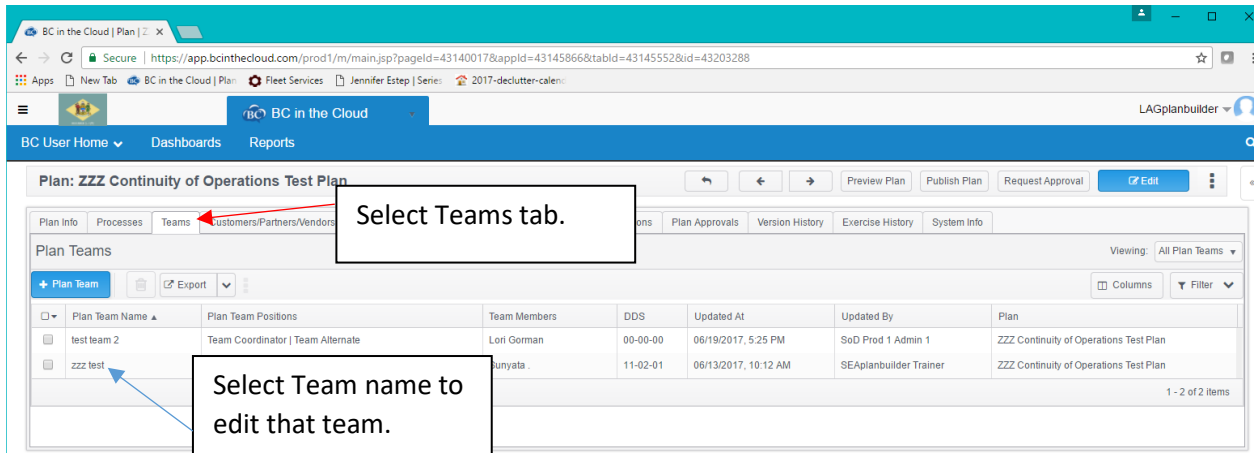 BC in the Cloud | Plan | Z
Secure | https://app.bcinthecloud.com/prod1/m/main.jsp?pageId=43140017&appId=431458666&tabId=431455528&id=43203288
Apps New Tab BC in the Cloud | Plan Fleet Services Jennifer Estep | Series 2017-declutter-calend
BC in the Cloud LAGplanbuilder
BC User Home Dashboards Reports
Plan: ZZZ Continuity of Operations Test Plan Preview Plan Publish Plan Request Approval Edit
Select Teams tab.
Plan Info Processes Teams Customers/Partners/Vendors ons Plan Approvals Version History Exercise History System Info
Plan Teams Viewing: All Plan Teams
+ Plan Team Export Columns Filter
Plan Team Name Plan Team Positions Team Members DDS Updated At Updated By Plan
test team 2 Team Coordinator | Team Alternate Lori Gorman 00-00-00 06/19/2017, 5:25 PM SoD Prod 1 Admin 1 ZZZ Continuity of Operations Test Plan
zzz test Bunyata . 11-02-01 06/13/2017, 10:12 AM SEAplanbuilder Trainer ZZZ Continuity of Operations Test Plan
1 - 2 of 2 items
Select Team name to
edit that team.